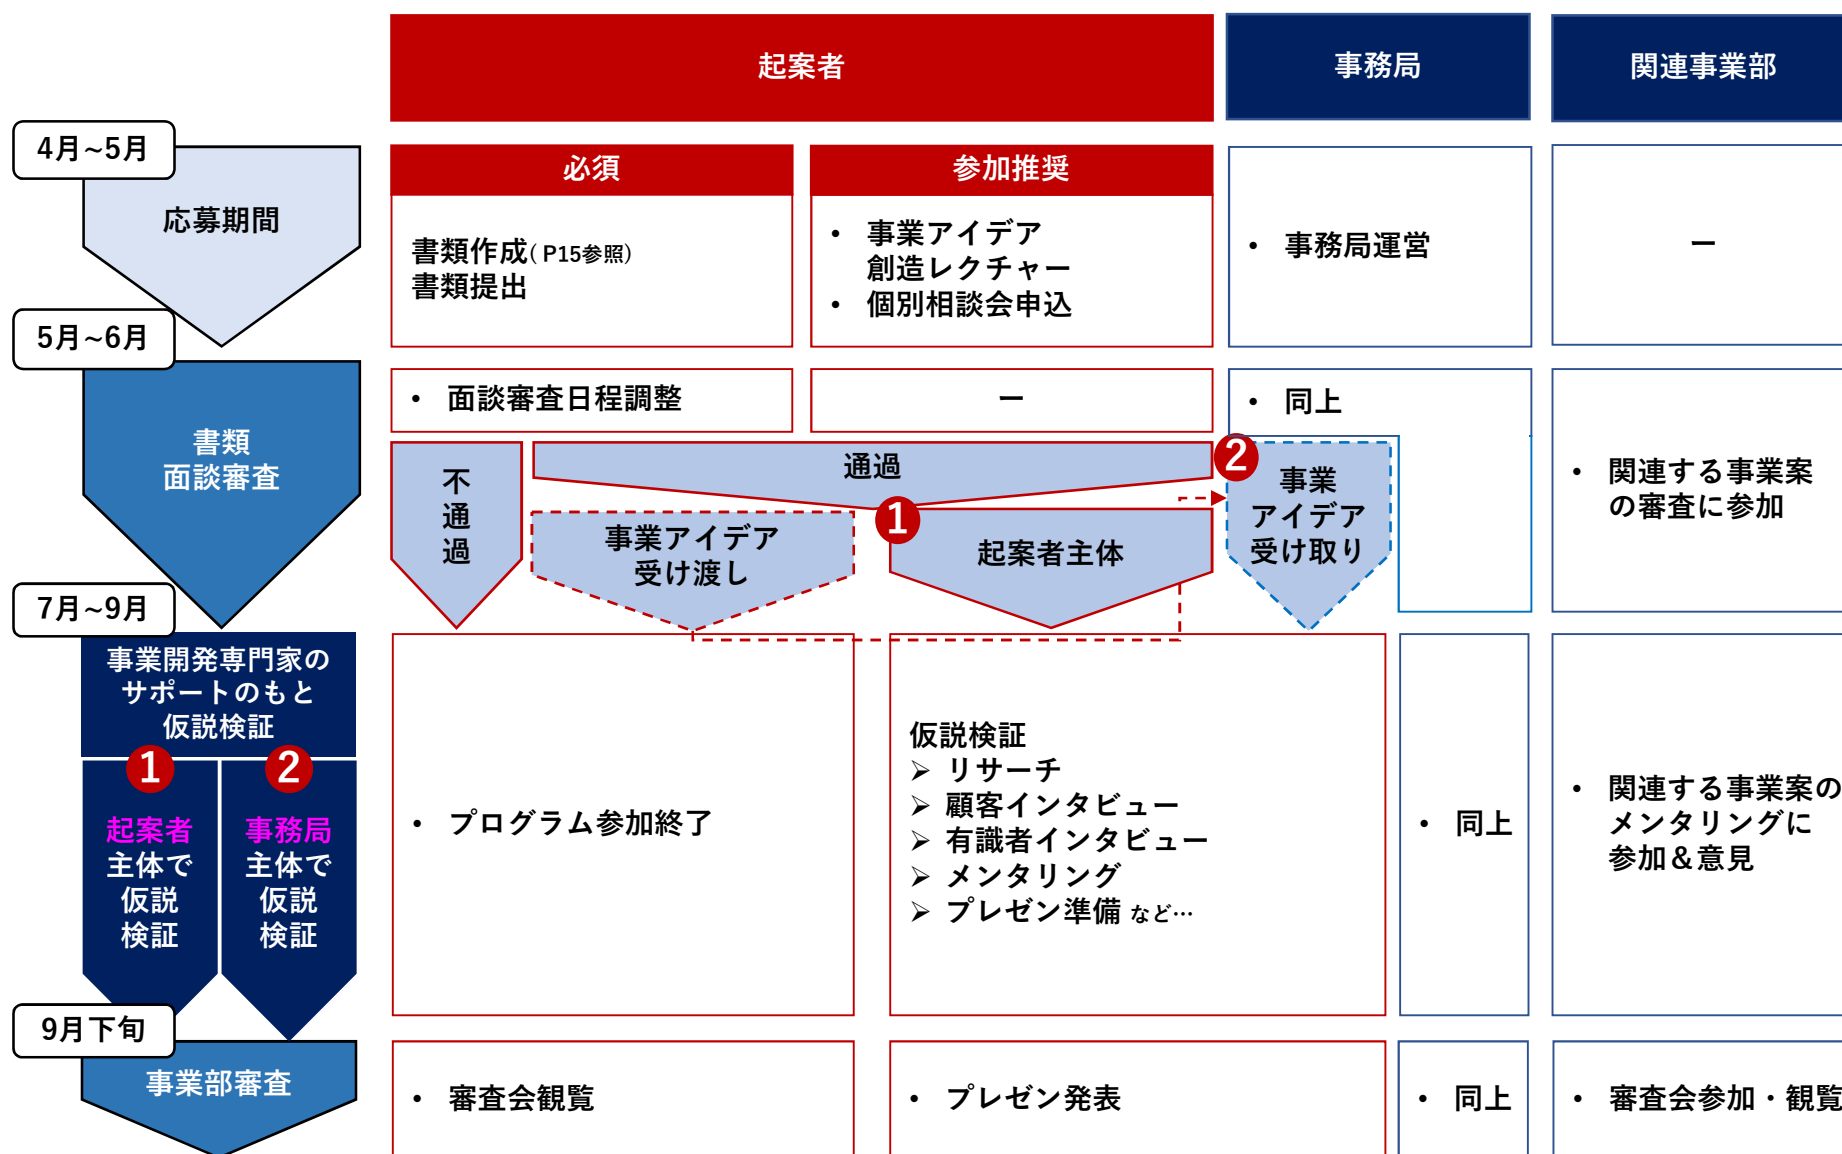 起案者
事務局
関連事業部
4月~5月
応募期間
必須
参加推奨
書類作成( P15参照)
書類提出
• 事業アイデア
創造レクチャー
• 個別相談会申込
• 事務局運営
ー
5月~6月
書類
面談審査
• 面談審査日程調整
ー
• 同上
不
通
過
通過
❷
事業
アイデア
受け取り
事業アイデア
受け渡し
❶
起案者主体
• 関連する事業案
の審査に参加
7月~9月
事業開発専門家の
サポートのもと
仮説検証
❶
起案者
主体で
仮説
検証
❷
事務局
主体で
仮説
検証
• プログラム参加終了
仮説検証
➢ リサーチ
➢ 顧客インタビュー
➢ 有識者インタビュー
➢ メンタリング
➢ プレゼン準備 など…
• 同上
• 関連する事業案の
メンタリングに
参加＆意見
9月下旬
事業部審査
• 審査会観覧
• プレゼン発表
• 同上
• 審査会参加・観覧